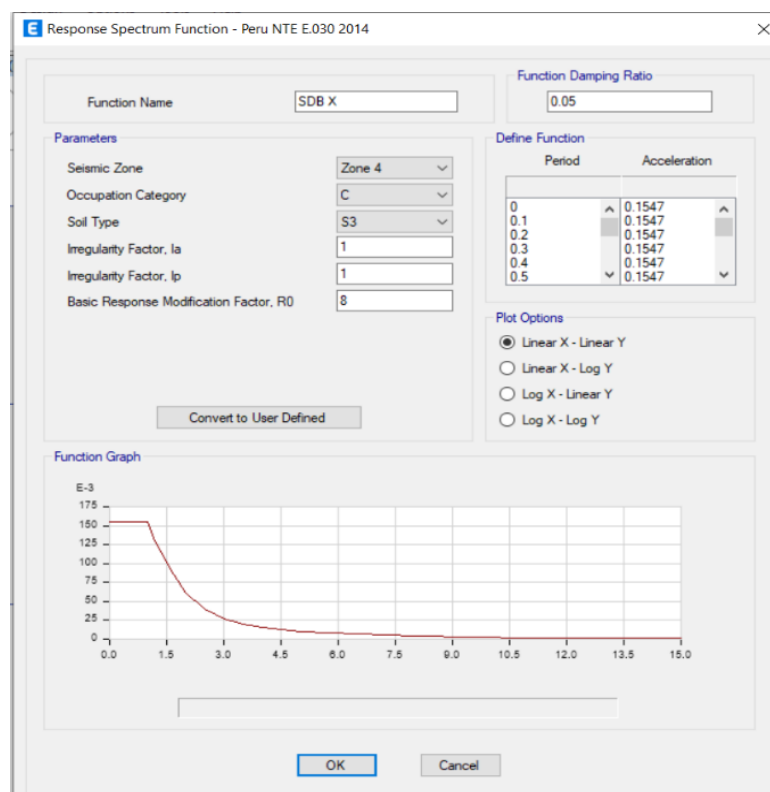 E Response Spectrum Function - Peru NTE E.030 2014
Function Damping Ratio
Function Name SDB X 0.05
Parameters
Seismic Zone Zone 4
Occupation Category C
Soil Type S3
Irregularity Factor, Ia 1
Irregularity Factor, Ip 1
Basic Response Modification Factor, R0 8
Convert to User Defined
Define Function
Period Acceleration
0 0.1547
0.1 0.1547
0.2 0.1547
0.3 0.1547
0.4 0.1547
0.5 0.1547
Plot Options
Linear X - Linear Y
Linear X - Log Y
Log X - Linear Y
Log X - Log Y
Function Graph
E-3
175
150
125
100
75
50
25
0
0.0 1.5 3.0 4.5 6.0 7.5 9.0 10.5 12.0 13.5 15.0
OK Cancel